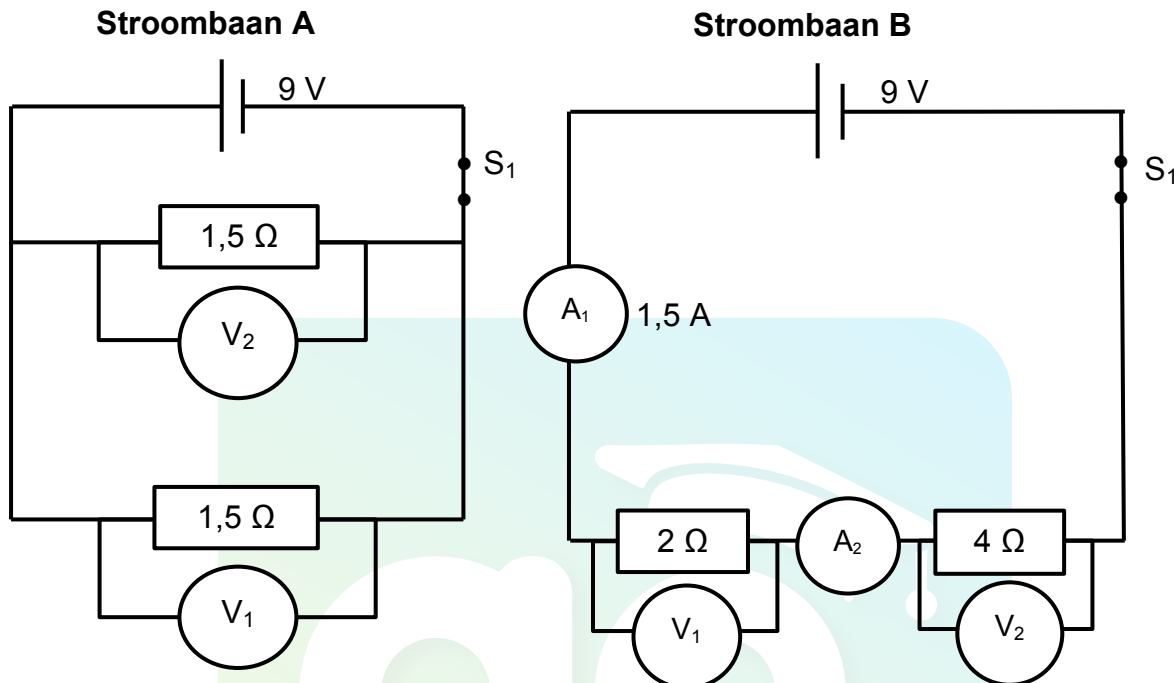 Stroombaan A
9 V
S₁
1,5 Ω
V₂
1,5 Ω
V₁
Stroombaan B
9 V
S₁
A₁ 1,5 A
2 Ω A₂ 4 Ω
V₁ V₂